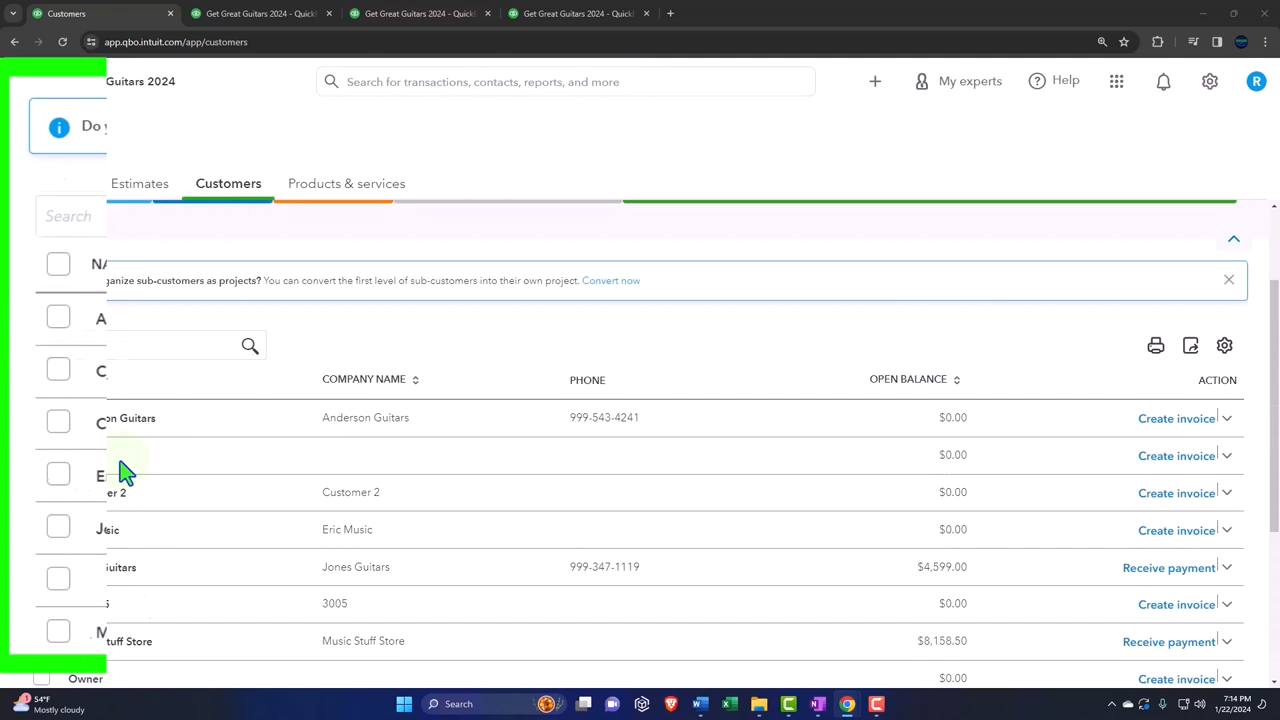 Customers
Get Great Guitars 2024 - Quick
Get Great Guitars 2024 - Quick
Get Great Guitars 2024 - Quick
app.qbo.intuit.com/app/customers
Guitars 2024
Search for transactions, contacts, reports, and more
My experts
Help
Do
Estimates
Customers
Products & services
Search
ganize sub-customers as projects? You can convert the first level of sub-customers into their own project. Convert now
NA
COMPANY NAME
PHONE
OPEN BALANCE
ACTION
A
on Guitars
Anderson Guitars
999-543-4241
$0.00
Create invoice
C
$0.00
Create invoice
C
er 2
Customer 2
$0.00
Create invoice
E
sic
Eric Music
$0.00
Create invoice
J
uitars
Jones Guitars
999-347-1119
$4,599.00
Receive payment
5
3005
$0.00
Create invoice
M
tuff Store
Music Stuff Store
$8,158.50
Receive payment
Owner
$0.00
Create invoice
54°F
Mostly cloudy
Search
7:14 PM
1/22/2024